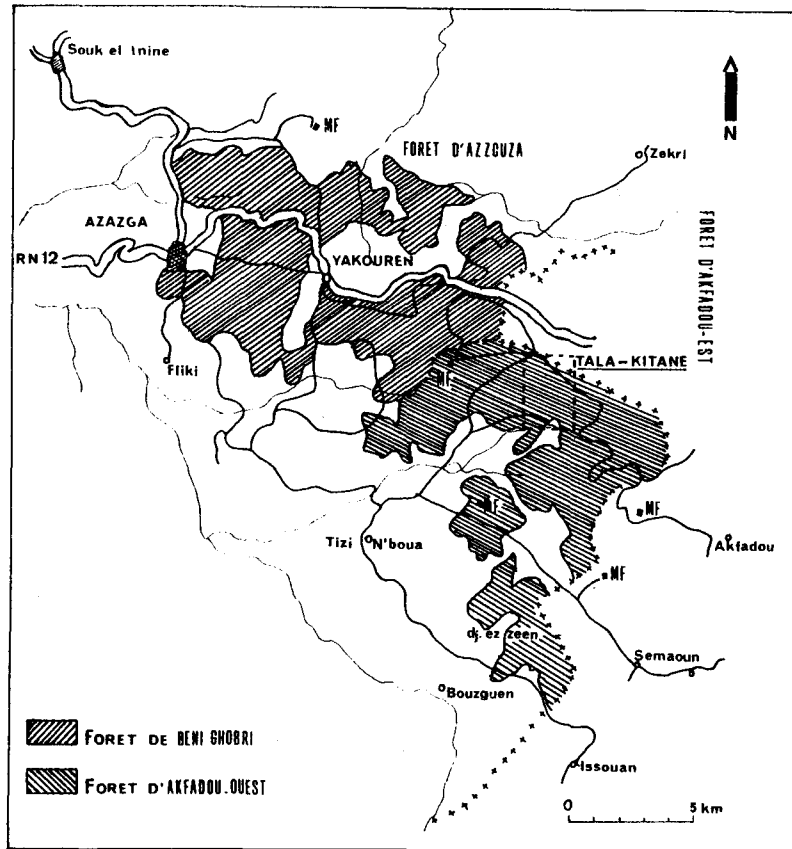 Souk el Inine
MF
FORET D'AZZGUZA
N
Zekri
AZAZGA
FORET D'AKFADOU-EST
RN 12
YAKOUREN
TALA-KITANE
Fliki
MF
MF
MF
Tizi N'boua
Akfadou
MF
dj. ez zeen
Semaoun
Bouzguen
FORET DE BENI GHOBRI
Issouan
FORET D'AKFADOU.OUEST
0 5 km